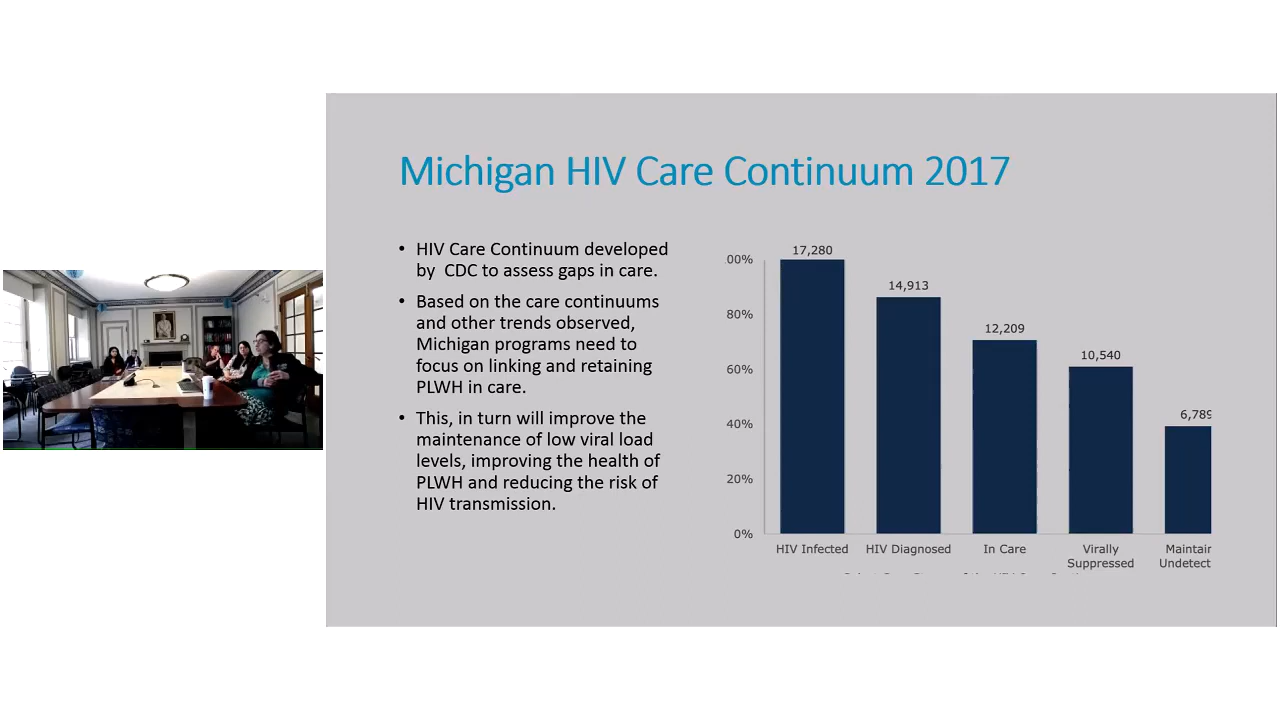 Michigan HIV Care Continuum 2017
• HIV Care Continuum developed
by CDC to assess gaps in care.
• Based on the care continuums
and other trends observed,
Michigan programs need to
focus on linking and retaining
PLWH in care.
• This, in turn will improve the
maintenance of low viral load
levels, improving the health of
PLWH and reducing the risk of
HIV transmission.
17,280
00%
14,913
80%
12,209
10,540
60%
6,789
40%
20%
0%
HIV Infected HIV Diagnosed In Care Virally Maintain
Suppressed Undetect